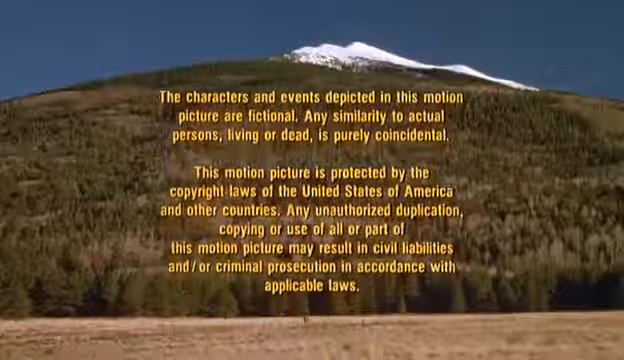 The characters and events depicted in this motion
picture are fictional. Any similarity to actual
persons, living or dead, is purely coincidental.
This motion picture is protected by the
copyright laws of the United States of America
and other countries. Any unauthorized duplication,
copying or use of all or part of
this motion picture may result in civil liabilities
and/or criminal prosecution in accordance with
applicable laws.